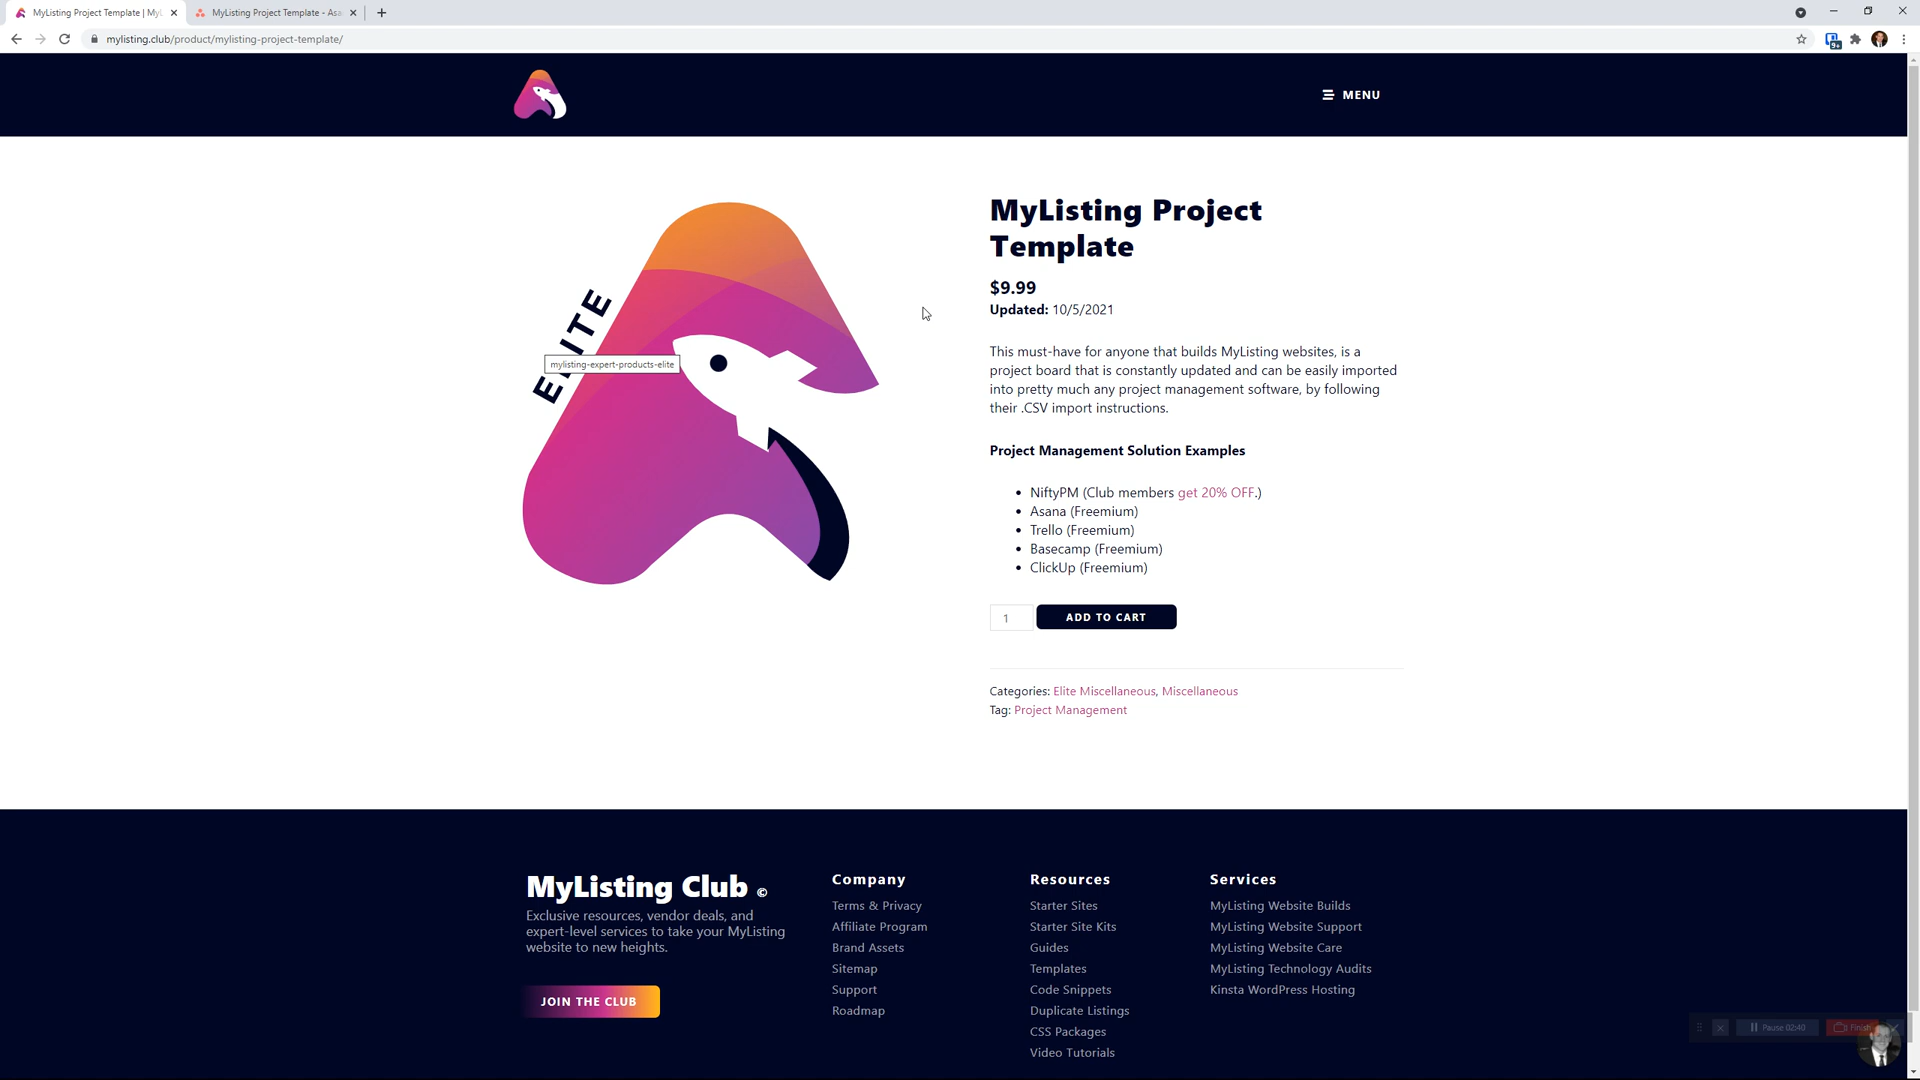 MyListing Project Template | MyL
MyListing Project Template - Asa
mylisting.club/product/mylisting-project-template/
9+
MENU
ELITE
mylisting-expert-products-elite
MyListing Project
Template
$9.99
Updated: 10/5/2021
This must-have for anyone that builds MyListing websites, is a
project board that is constantly updated and can be easily imported
into pretty much any project management software, by following
their .CSV import instructions.
Project Management Solution Examples
• NiftyPM (Club members get 20% OFF.)
• Asana (Freemium)
• Trello (Freemium)
• Basecamp (Freemium)
• ClickUp (Freemium)
1
ADD TO CART
Categories: Elite Miscellaneous, Miscellaneous
Tag: Project Management
MyListing Club ©
Exclusive resources, vendor deals, and
expert-level services to take your MyListing
website to new heights.
JOIN THE CLUB
Company
Terms & Privacy
Affiliate Program
Brand Assets
Sitemap
Support
Roadmap
Resources
Starter Sites
Starter Site Kits
Guides
Templates
Code Snippets
Duplicate Listings
CSS Packages
Video Tutorials
Services
MyListing Website Builds
MyListing Website Support
MyListing Website Care
MyListing Technology Audits
Kinsta WordPress Hosting
Pause 02:40
Finish